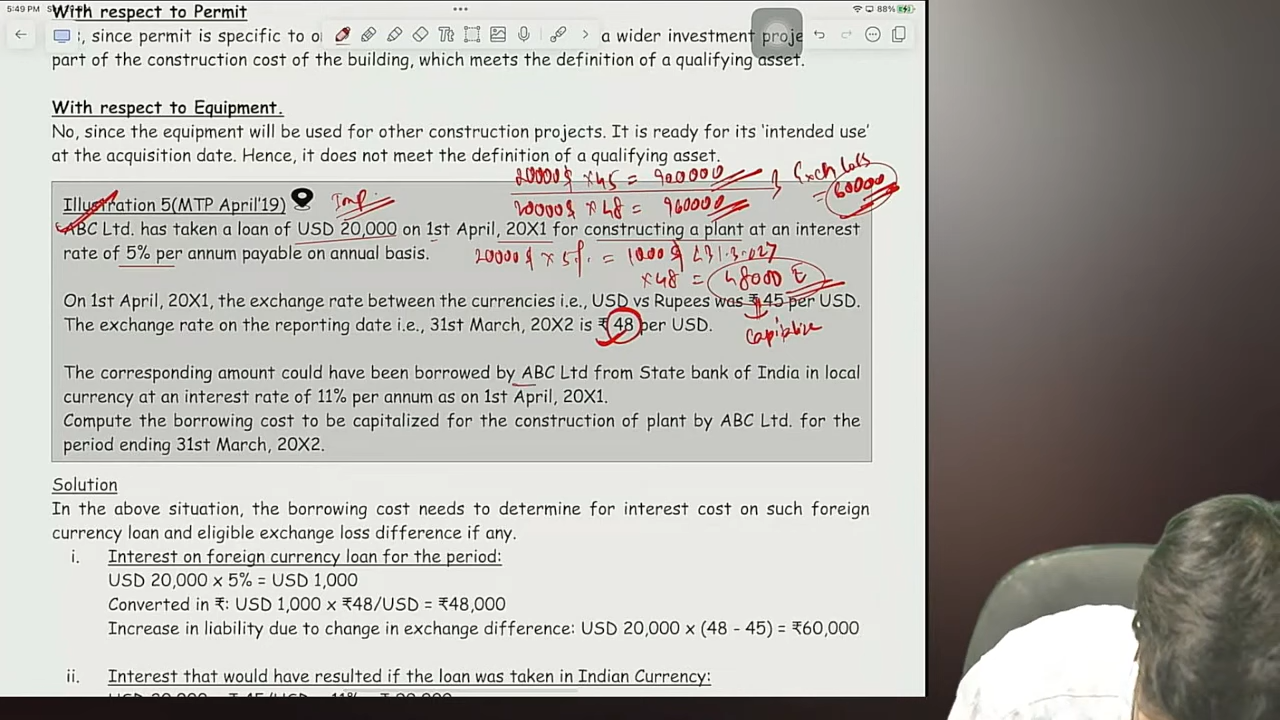 5:49 PM
88%
With respect to Permit
since permit is specific to a wider investment
part of the construction cost of the building, which meets the definition of a qualifying asset.
With respect to Equipment.
No, since the equipment will be used for other construction projects. It is ready for its ‘intended use’
at the acquisition date. Hence, it does not meet the definition of a qualifying asset.
20000$ x45 = 900000
Exch loss
= 60000
20000$ x48 = 960000
Illustration 5(MTP April'19)
Imp.
ABC Ltd. has taken a loan of USD 20,000 on 1st April, 20X1 for constructing a plant at an interest
rate of 5% per annum payable on annual basis.
20000$ x 5% = 1000$
x48 = 48000
On 1st April, 20X1, the exchange rate between the currencies i.e., USD vs Rupees was ₹ 45 per USD.
The exchange rate on the reporting date i.e., 31st March, 20X2 is ₹ 48 per USD.
capitalize
The corresponding amount could have been borrowed by ABC Ltd from State bank of India in local
currency at an interest rate of 11% per annum as on 1st April, 20X1.
Compute the borrowing cost to be capitalized for the construction of plant by ABC Ltd. for the
period ending 31st March, 20X2.
Solution
In the above situation, the borrowing cost needs to determine for interest cost on such foreign
currency loan and eligible exchange loss difference if any.
i. Interest on foreign currency loan for the period:
USD 20,000 x 5% = USD 1,000
Converted in ₹: USD 1,000 x ₹48/USD = ₹48,000
Increase in liability due to change in exchange difference: USD 20,000 x (48 - 45) = ₹60,000
ii. Interest that would have resulted if the loan was taken in Indian Currency: